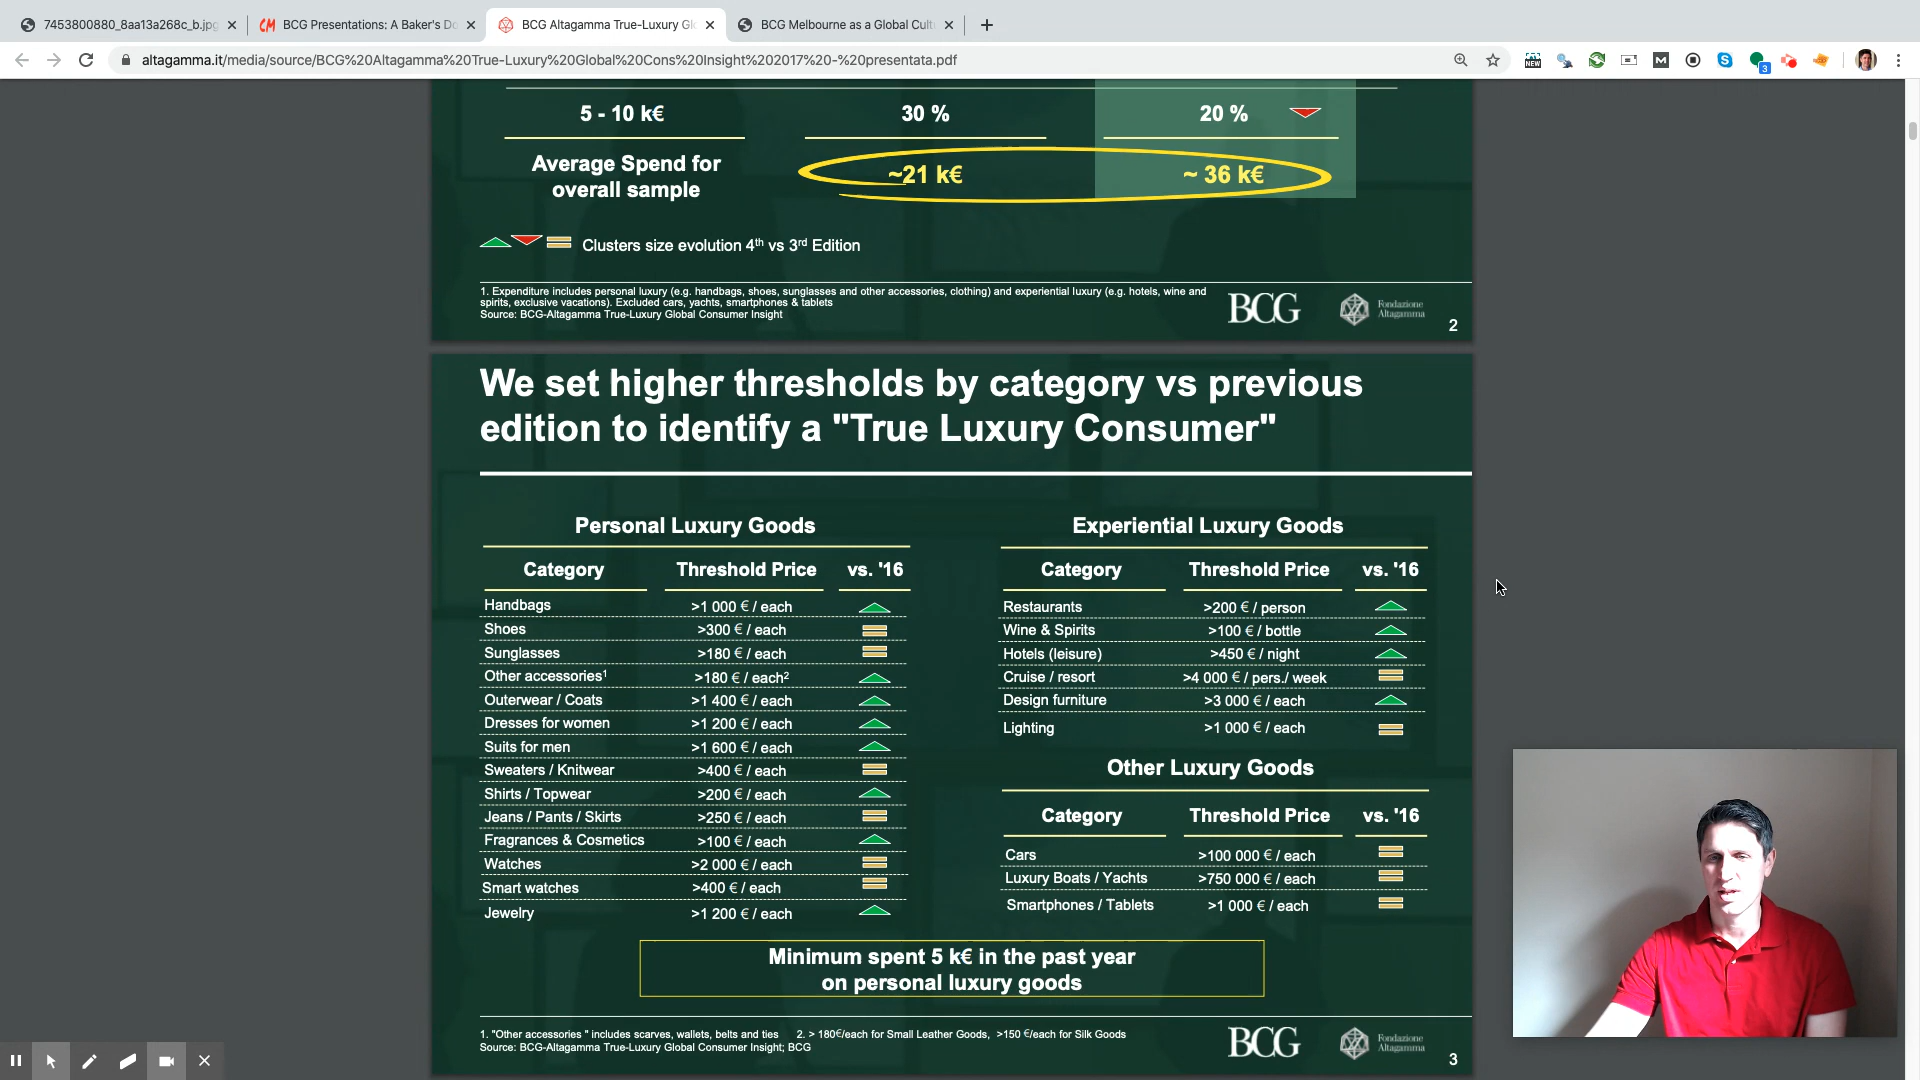 7453800880_8aa13a268c_b.jpg
BCG Presentations: A Baker's Do
BCG Altagamma True-Luxury Glo
BCG Melbourne as a Global Cultu
altagamma.it/media/source/BCG%20Altagamma%20True-Luxury%20Global%20Cons%20Insight%202017%20-%20presentata.pdf
NEW
M
3
5 - 10 k€ 30 % 20 %
Average Spend for
overall sample
~21 k€ ~ 36 k€
Clusters size evolution 4th vs 3rd Edition
1. Expenditure includes personal luxury (e.g. handbags, shoes, sunglasses and other accessories, clothing) and experiential luxury (e.g. hotels, wine and
spirits, exclusive vacations). Excluded cars, yachts, smartphones & tablets
Source: BCG-Altagamma True-Luxury Global Consumer Insight
BCG
Fondazione
Altagamma
2
We set higher thresholds by category vs previous
edition to identify a "True Luxury Consumer"
Personal Luxury Goods
Category Threshold Price vs. '16
Handbags >1 000 € / each
Shoes >300 € / each
Sunglasses >180 € / each
Other accessories¹ >180 € / each²
Outerwear / Coats >1 400 € / each
Dresses for women >1 200 € / each
Suits for men >1 600 € / each
Sweaters / Knitwear >400 € / each
Shirts / Topwear >200 € / each
Jeans / Pants / Skirts >250 € / each
Fragrances & Cosmetics >100 € / each
Watches >2 000 € / each
Smart watches >400 € / each
Jewelry >1 200 € / each
Experiential Luxury Goods
Category Threshold Price vs. '16
Restaurants >200 € / person
Wine & Spirits >100 € / bottle
Hotels (leisure) >450 € / night
Cruise / resort >4 000 € / pers./ week
Design furniture >3 000 € / each
Lighting >1 000 € / each
Other Luxury Goods
Category Threshold Price vs. '16
Cars >100 000 € / each
Luxury Boats / Yachts >750 000 € / each
Smartphones / Tablets >1 000 € / each
Minimum spent 5 k€ in the past year
on personal luxury goods
1. "Other accessories " includes scarves, wallets, belts and ties 2. > 180€/each for Small Leather Goods, >150 €/each for Silk Goods
Source: BCG-Altagamma True-Luxury Global Consumer Insight; BCG
BCG
Fondazione
Altagamma
3